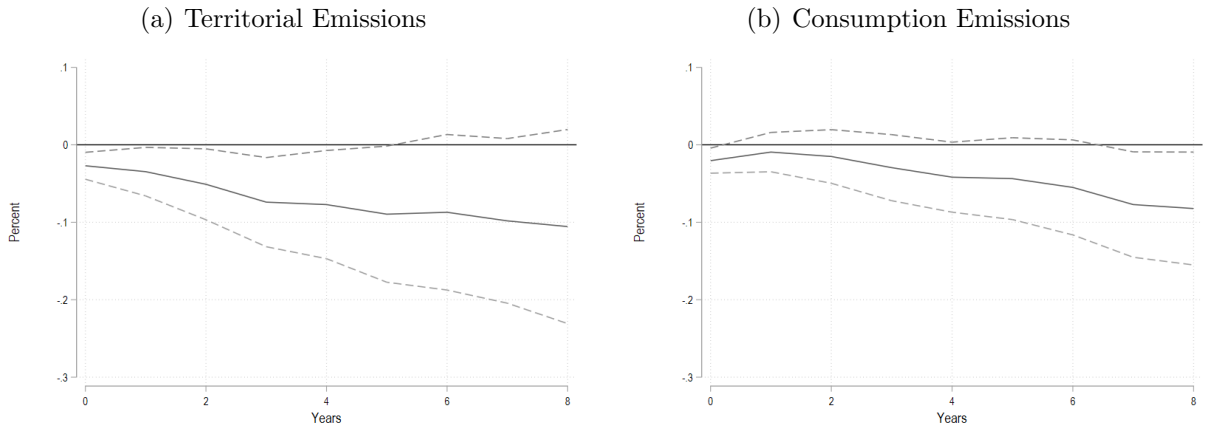 (a) Territorial Emissions
.1
0
-.1
-.2
-.3
Percent
0 2 4 6 8
Years
(b) Consumption Emissions
.1
0
-.1
-.2
-.3
Percent
0 2 4 6 8
Years